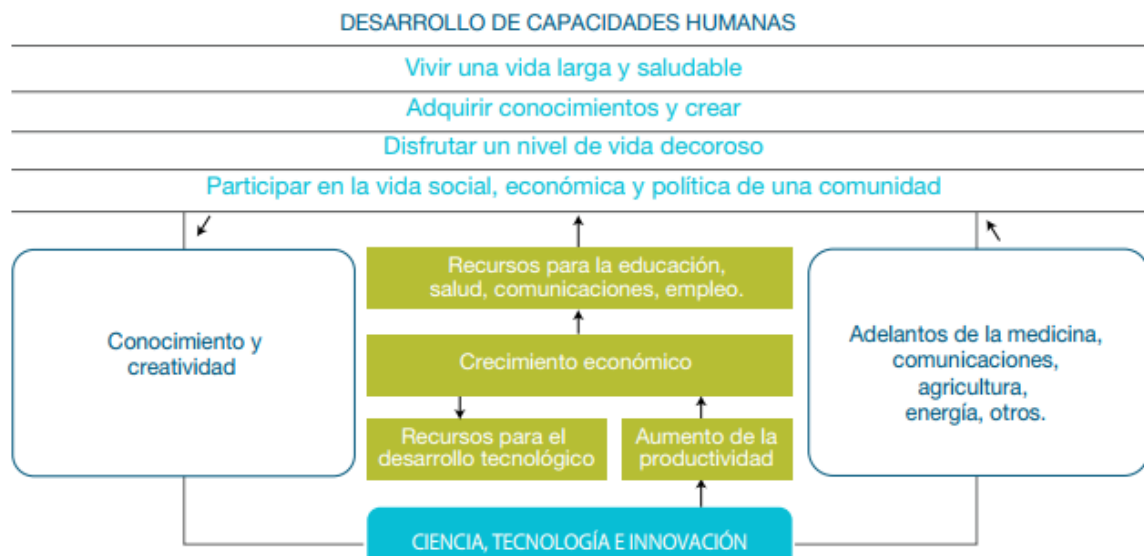 DESARROLLO DE CAPACIDADES HUMANAS
Vivir una vida larga y saludable
Adquirir conocimientos y crear
Disfrutar un nivel de vida decoroso
Participar en la vida social, económica y política de una comunidad
Conocimiento y
creatividad
Recursos para la educación,
salud, comunicaciones, empleo.
Crecimiento económico
Recursos para el
desarrollo tecnológico
Aumento de la
productividad
Adelantos de la medicina,
comunicaciones,
agricultura,
energía, otros.
CIENCIA, TECNOLOGÍA E INNOVACIÓN